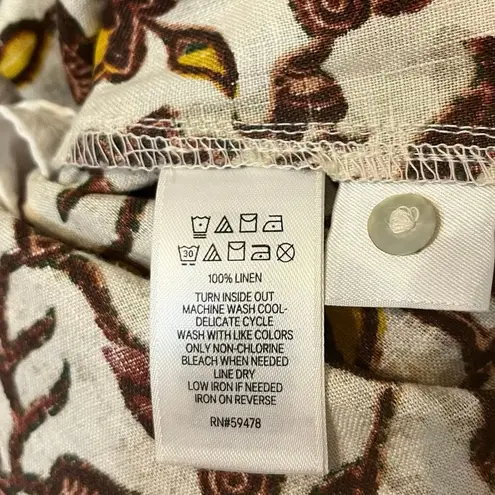 30
100% LINEN
TURN INSIDE OUT
MACHINE WASH COOL-
DELICATE CYCLE
WASH WITH LIKE COLORS
ONLY NON-CHLORINE
BLEACH WHEN NEEDED
LINE DRY
LOW IRON IF NEEDED
IRON ON REVERSE
RN#59478